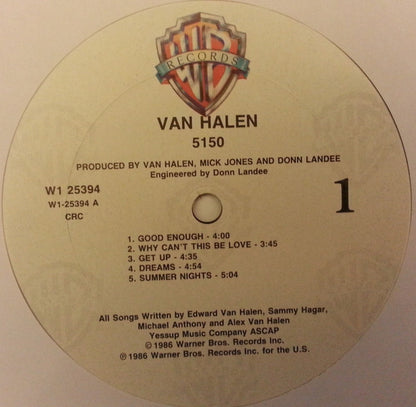 RECORDS
VAN HALEN
5150
PRODUCED BY VAN HALEN, MICK JONES AND DONN LANDEE
Engineered by Donn Landee
W1 25394
W1-25394 A
CRC
1
1. GOOD ENOUGH - 4:00
2. WHY CAN'T THIS BE LOVE - 3:45
3. GET UP - 4:35
4. DREAMS - 4:54
5. SUMMER NIGHTS - 5:04
All Songs Written by Edward Van Halen, Sammy Hagar,
Michael Anthony and Alex Van Halen
Yessup Music Company ASCAP
© 1986 Warner Bros. Records Inc.
℗ 1986 Warner Bros. Records Inc. for the U.S.